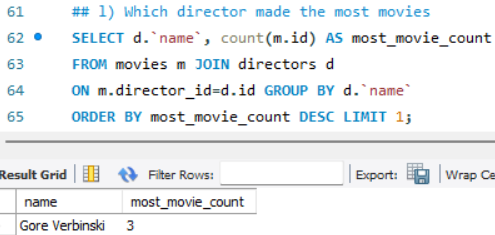 61 ## l) Which director made the most movies
62 SELECT d.`name`, count(m.id) AS most_movie_count
63 FROM movies m JOIN directors d
64 ON m.director_id=d.id GROUP BY d.`name`
65 ORDER BY most_movie_count DESC LIMIT 1;
Result Grid Filter Rows: Export: Wrap Ce
name most_movie_count
Gore Verbinski 3